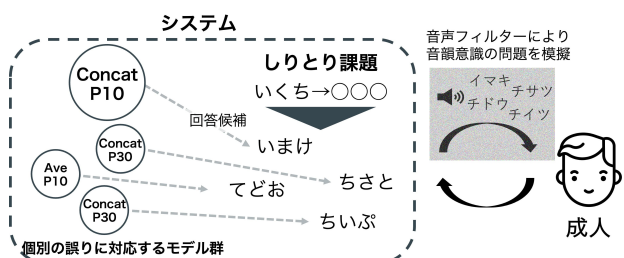 システム
音声フィルターにより
音韻意識の問題を模擬
Concat
P10
しりとり課題
いくち→〇〇〇
回答候補
いまけ
Concat
P30
ちさと
Ave
P10
てどお
Concat
P30
ちいぷ
個別の誤りに対応するモデル群
イマキ
チサツ
チドウ
チイツ
成人